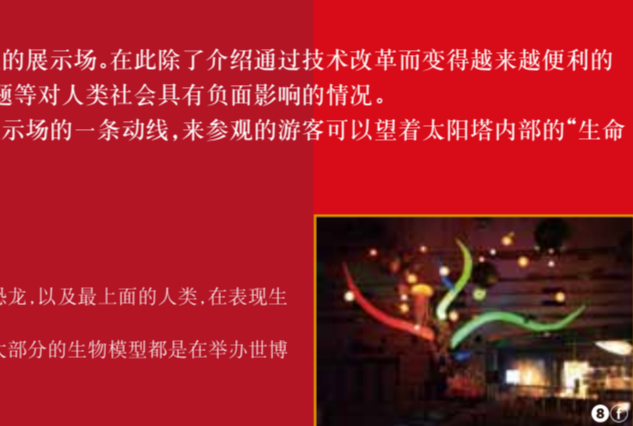 的展示场。在此除了介绍通过技术改革而变得越来越便利的
题等对人类社会具有负面影响的情况。
示场的一条动线,来参观的游客可以望着太阳塔内部的“生命
恐龙,以及最上面的人类,在表现生
大部分的生物模型都是在举办世博
8 f